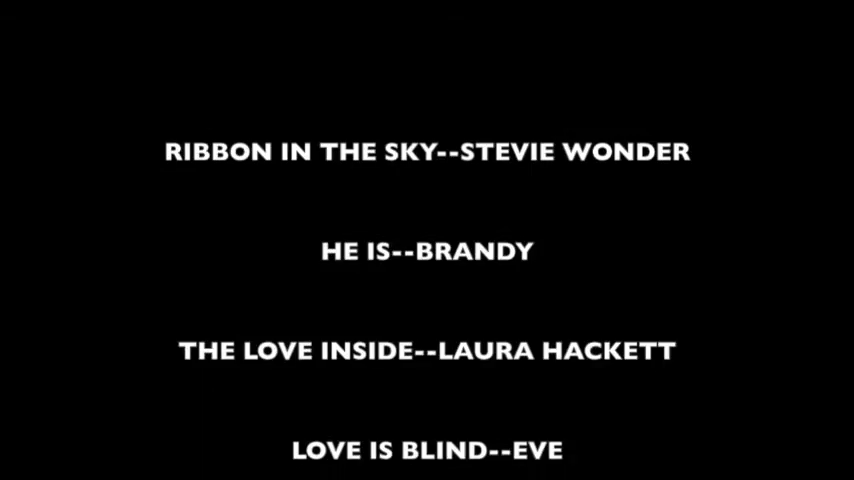 RIBBON IN THE SKY--STEVIE WONDER
HE IS--BRANDY
THE LOVE INSIDE--LAURA HACKETT
LOVE IS BLIND--EVE